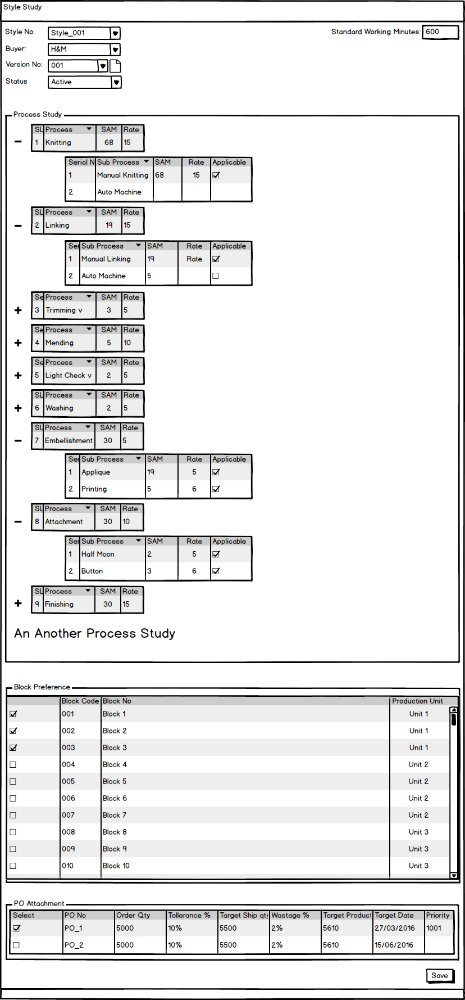 Style Study
Style No: Style_001 Standard Working Minutes: 600
Buyer: H&M
Version No: 001
Status Active
Process Study
SL Process SAM Rate
1 Knitting 68 15
Serial N Sub Process SAM Rate Applicable
1 Manual Knitting 68 15
2 Auto Machine
SL Process SAM Rate
2 Linking 19 15
Ser Sub Process SAM Rate Applicable
1 Manual Linking 19 Rate
2 Auto Machine 5
Se Process SAM Rate
3 Trimming v 3 5
Se Process SAM Rate
4 Mending 5 10
Se Process SAM Rate
5 Light Check v 2 5
SL Process SAM Rate
6 Washing 2 5
SL Process SAM Rate
7 Embellishment 30 5
Ser Sub Process SAM Rate Applicable
1 Applique 19 5
2 Printing 5 6
SL Process SAM Rate
8 Attachment 30 10
Ser Sub Process SAM Rate Applicable
1 Half Moon 2 5
2 Button 3 6
SL Process SAM Rate
9 Finishing 30 15
An Another Process Study
Block Preference
Block Code Block No Production Unit
001 Block 1 Unit 1
002 Block 2 Unit 1
003 Block 3 Unit 1
004 Block 4 Unit 2
005 Block 5 Unit 2
006 Block 6 Unit 2
007 Block 7 Unit 2
008 Block 8 Unit 3
009 Block 9 Unit 3
010 Block 10 Unit 3
PO Attachment
Select PO No Order Qty Tollerance % Target Ship qty Wastage % Target Product Target Date Priority
PO_1 5000 10% 5500 2% 5610 27/03/2016 1001
PO_2 5000 10% 5500 2% 5610 15/06/2016
Save